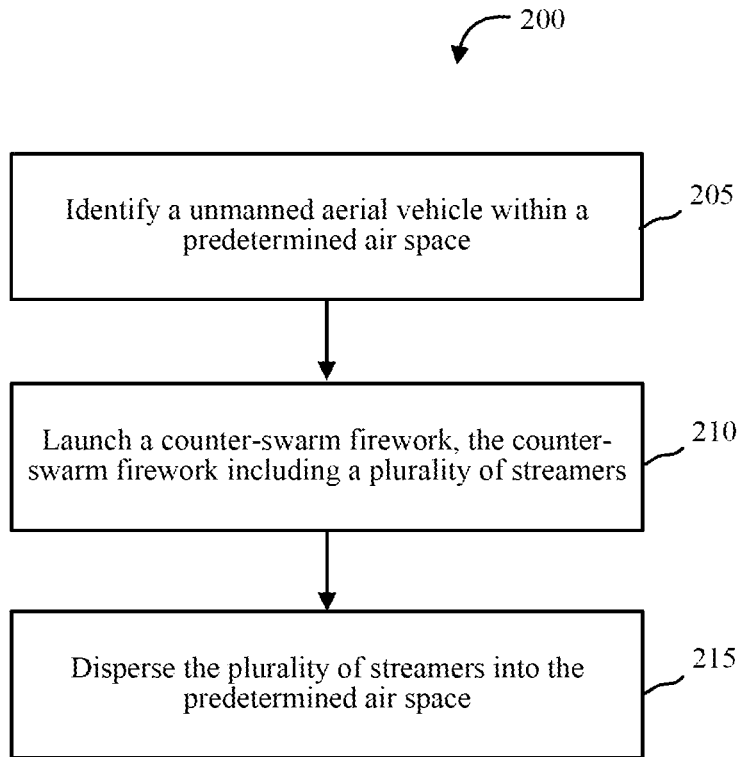 200
Identify a unmanned aerial vehicle within a
predetermined air space
205
Launch a counter-swarm firework, the counter-
swarm firework including a plurality of streamers
210
Disperse the plurality of streamers into the
predetermined air space
215